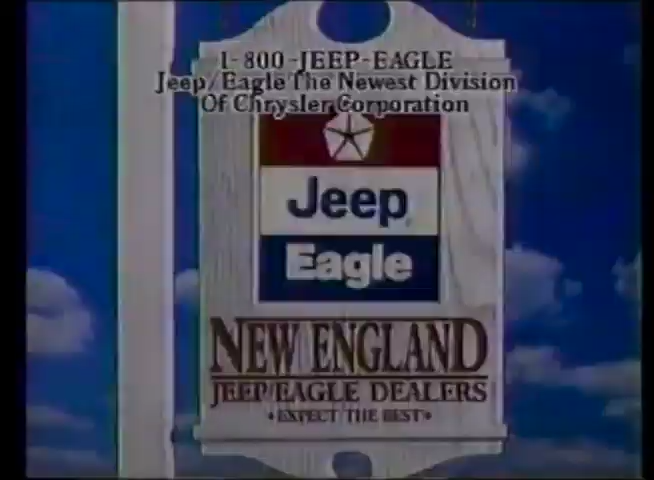 1-800-JEEP-EAGLE
Jeep/Eagle The Newest Division
Of Chrysler Corporation
Jeep
Eagle
NEW ENGLAND
JEEP/EAGLE DEALERS
•EXPECT THE BEST•